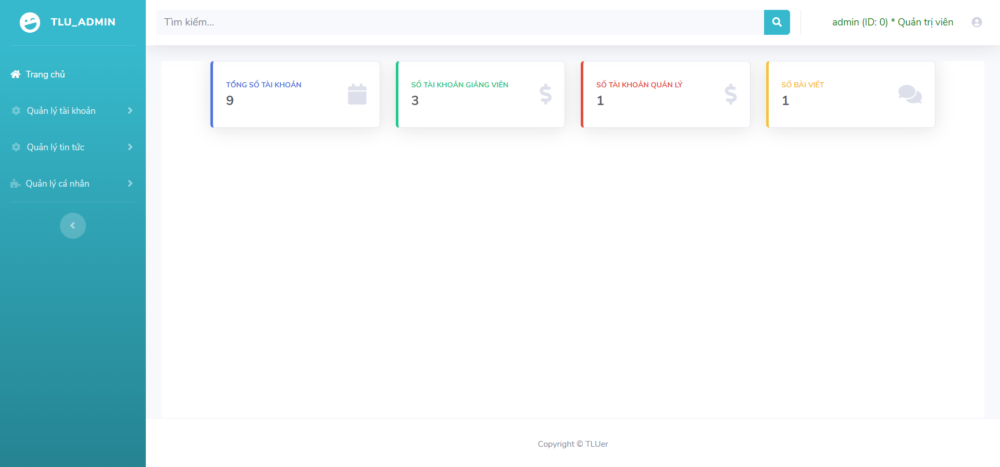 TLU_ADMIN
Tìm kiếm...
admin (ID: 0) * Quản trị viên
Trang chủ
Quản lý tài khoản
Quản lý tin tức
Quản lý cá nhân
TỔNG SỐ TÀI KHOẢN
9
SỐ TÀI KHOẢN GIẢNG VIÊN
3
SỐ TÀI KHOẢN QUẢN LÝ
1
SỐ BÀI VIẾT
1
Copyright © TLUer